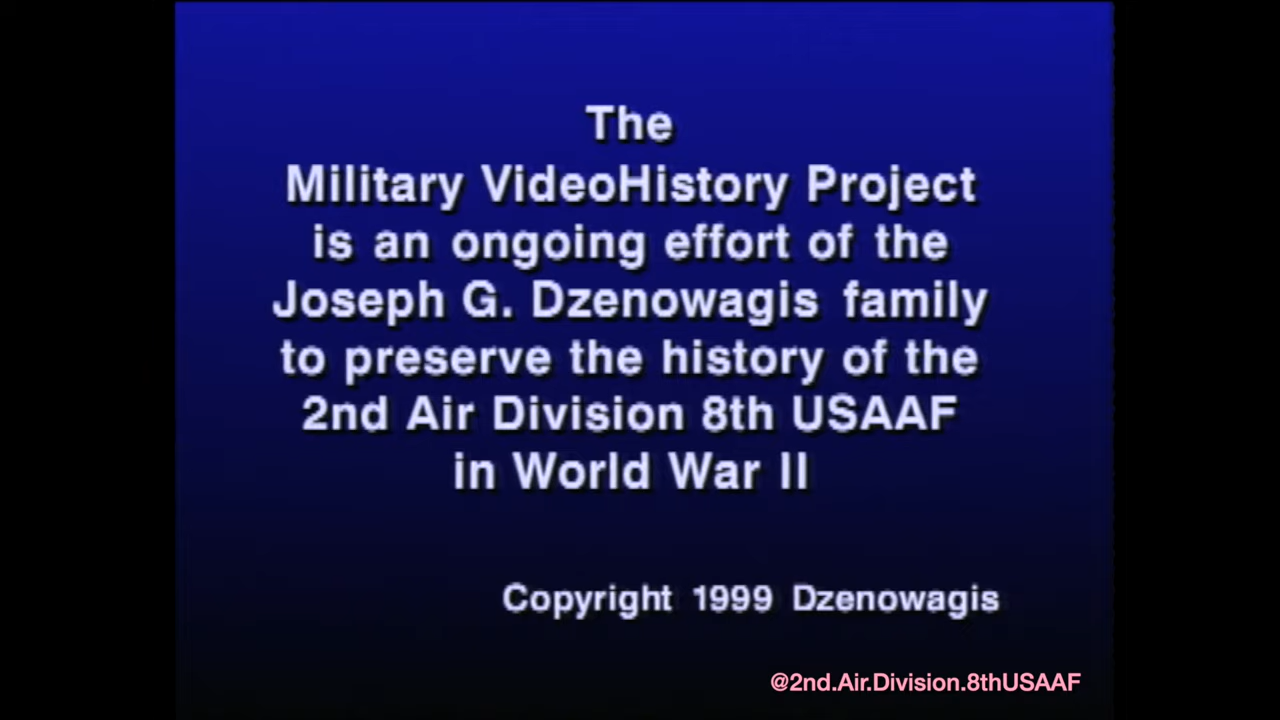 The
Military VideoHistory Project
is an ongoing effort of the
Joseph G. Dzenowagis family
to preserve the history of the
2nd Air Division 8th USAAF
in World War II
Copyright 1999 Dzenowagis
@2nd.Air.Division.8thUSAAF